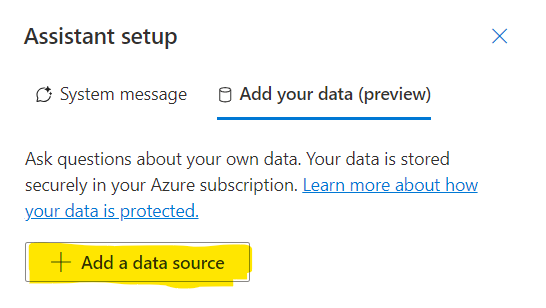 Assistant setup
System message
Add your data (preview)
Ask questions about your own data. Your data is stored
securely in your Azure subscription. Learn more about how
your data is protected.
Add a data source